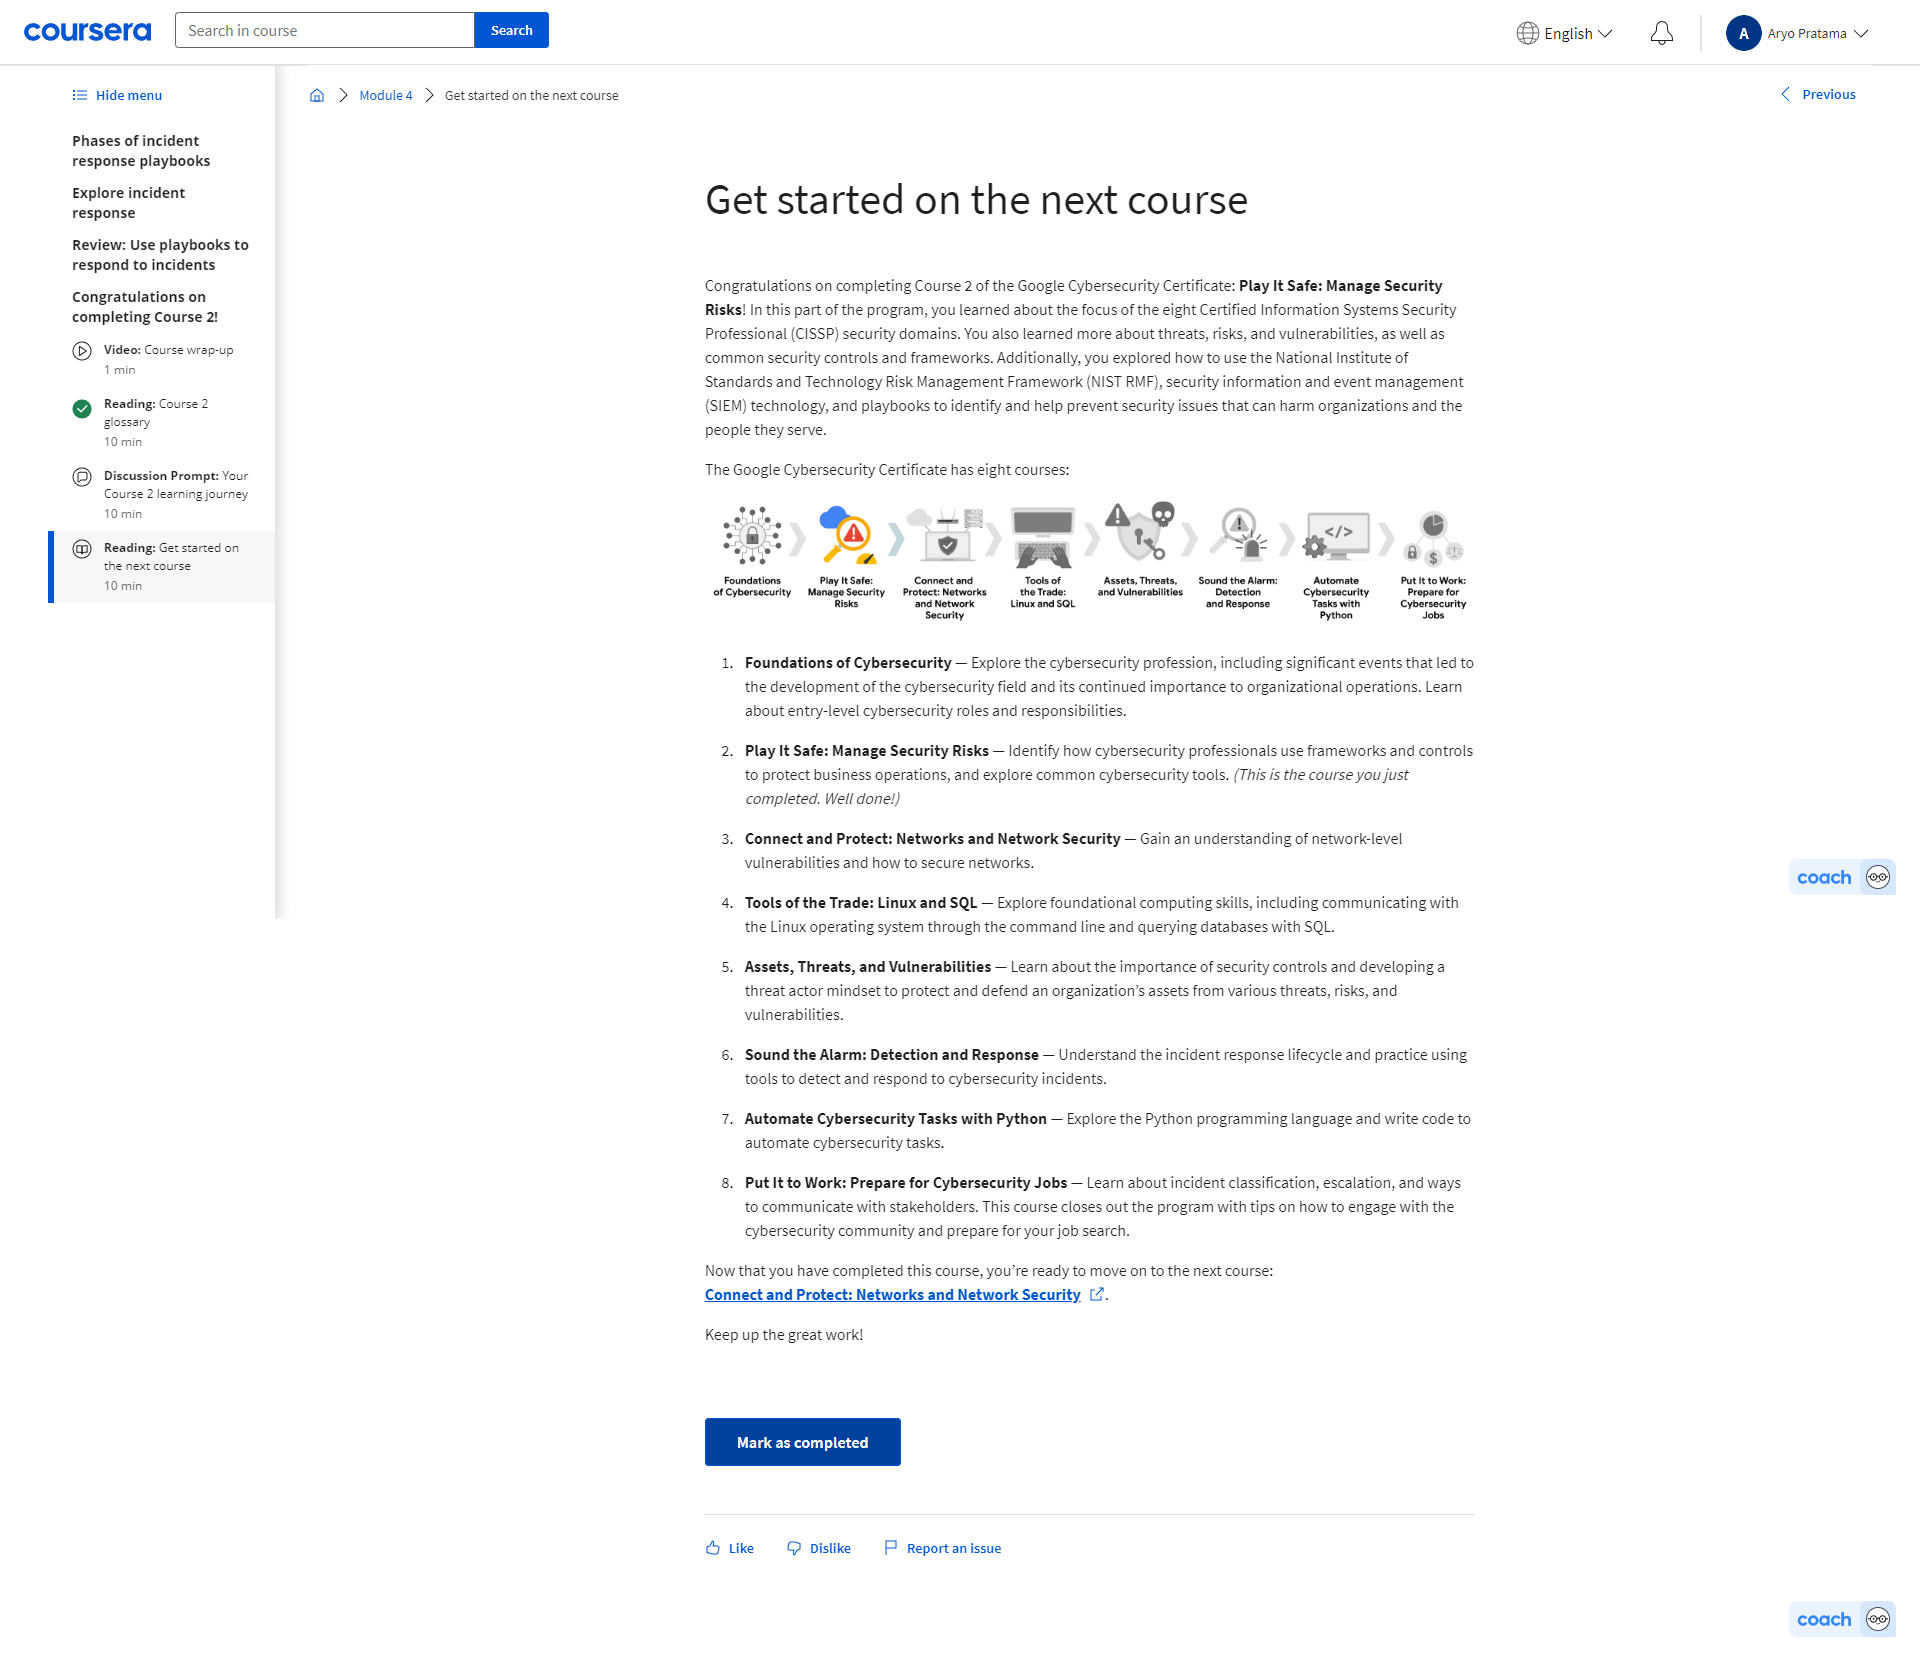 coursera
Search in course
Search
English
A
Aryo Pratama
Hide menu
Phases of incident
response playbooks
Explore incident
response
Review: Use playbooks to
respond to incidents
Congratulations on
completing Course 2!
Video: Course wrap-up
1 min
Reading: Course 2
glossary
10 min
Discussion Prompt: Your
Course 2 learning journey
10 min
Reading: Get started on
the next course
10 min
Module 4
Get started on the next course
Previous
Get started on the next course
Congratulations on completing Course 2 of the Google Cybersecurity Certificate: Play It Safe: Manage Security
Risks! In this part of the program, you learned about the focus of the eight Certified Information Systems Security
Professional (CISSP) security domains. You also learned more about threats, risks, and vulnerabilities, as well as
common security controls and frameworks. Additionally, you explored how to use the National Institute of
Standards and Technology Risk Management Framework (NIST RMF), security information and event management
(SIEM) technology, and playbooks to identify and help prevent security issues that can harm organizations and the
people they serve.
The Google Cybersecurity Certificate has eight courses:
</>
$
Foundations
of Cybersecurity
Play It Safe:
Manage Security
Risks
Connect and
Protect: Networks
and Network
Security
Tools of
the Trade:
Linux and SQL
Assets, Threats,
and Vulnerabilities
Sound the Alarm:
Detection
and Response
Automate
Cybersecurity
Tasks with
Python
Put It to Work:
Prepare for
Cybersecurity
Jobs
1. Foundations of Cybersecurity — Explore the cybersecurity profession, including significant events that led to
the development of the cybersecurity field and its continued importance to organizational operations. Learn
about entry-level cybersecurity roles and responsibilities.
2. Play It Safe: Manage Security Risks — Identify how cybersecurity professionals use frameworks and controls
to protect business operations, and explore common cybersecurity tools. (This is the course you just
completed. Well done!)
3. Connect and Protect: Networks and Network Security — Gain an understanding of network-level
vulnerabilities and how to secure networks.
4. Tools of the Trade: Linux and SQL — Explore foundational computing skills, including communicating with
the Linux operating system through the command line and querying databases with SQL.
5. Assets, Threats, and Vulnerabilities — Learn about the importance of security controls and developing a
threat actor mindset to protect and defend an organization’s assets from various threats, risks, and
vulnerabilities.
6. Sound the Alarm: Detection and Response — Understand the incident response lifecycle and practice using
tools to detect and respond to cybersecurity incidents.
7. Automate Cybersecurity Tasks with Python — Explore the Python programming language and write code to
automate cybersecurity tasks.
8. Put It to Work: Prepare for Cybersecurity Jobs — Learn about incident classification, escalation, and ways
to communicate with stakeholders. This course closes out the program with tips on how to engage with the
cybersecurity community and prepare for your job search.
Now that you have completed this course, you’re ready to move on to the next course:
Connect and Protect: Networks and Network Security .
Keep up the great work!
Mark as completed
Like
Dislike
Report an issue
coach
coach